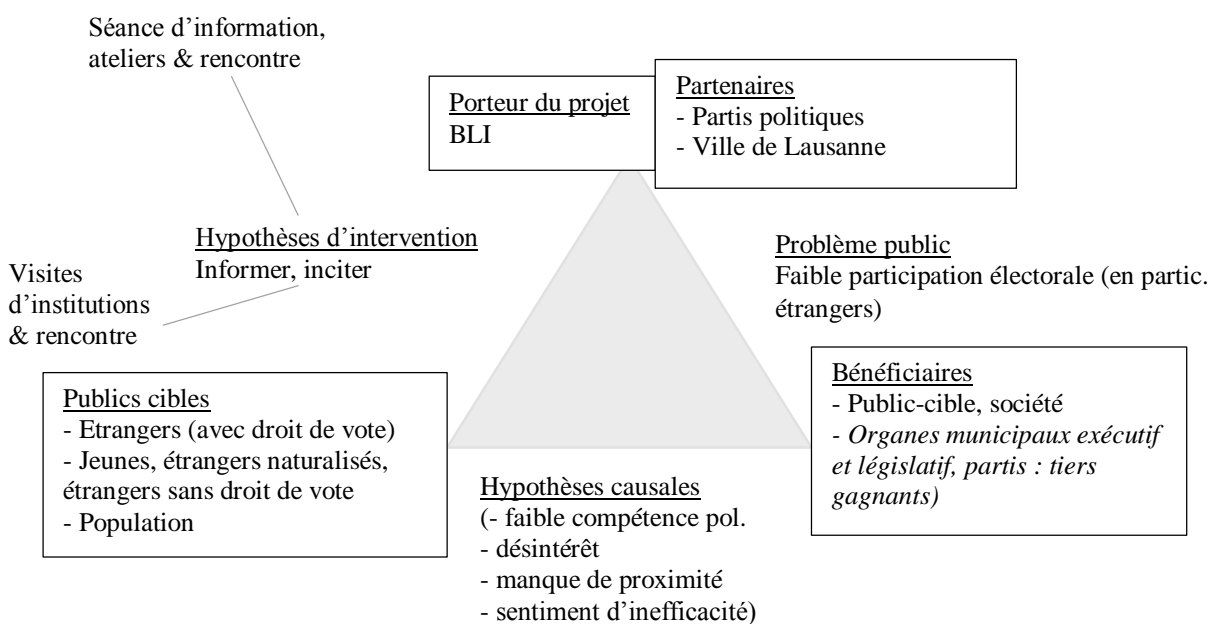 Séance d’information,
ateliers & rencontre
Porteur du projet
BLI
Partenaires
- Partis politiques
- Ville de Lausanne
Hypothèses d’intervention
Informer, inciter
Visites
d’institutions
& rencontre
Problème public
Faible participation électorale (en partic.
étrangers)
Publics cibles
- Etrangers (avec droit de vote)
- Jeunes, étrangers naturalisés,
étrangers sans droit de vote
- Population
Hypothèses causales
(- faible compétence pol.
- désintérêt
- manque de proximité
- sentiment d’inefficacité)
Bénéficiaires
- Public-cible, société
- Organes municipaux exécutif
et législatif, partis : tiers
gagnants)